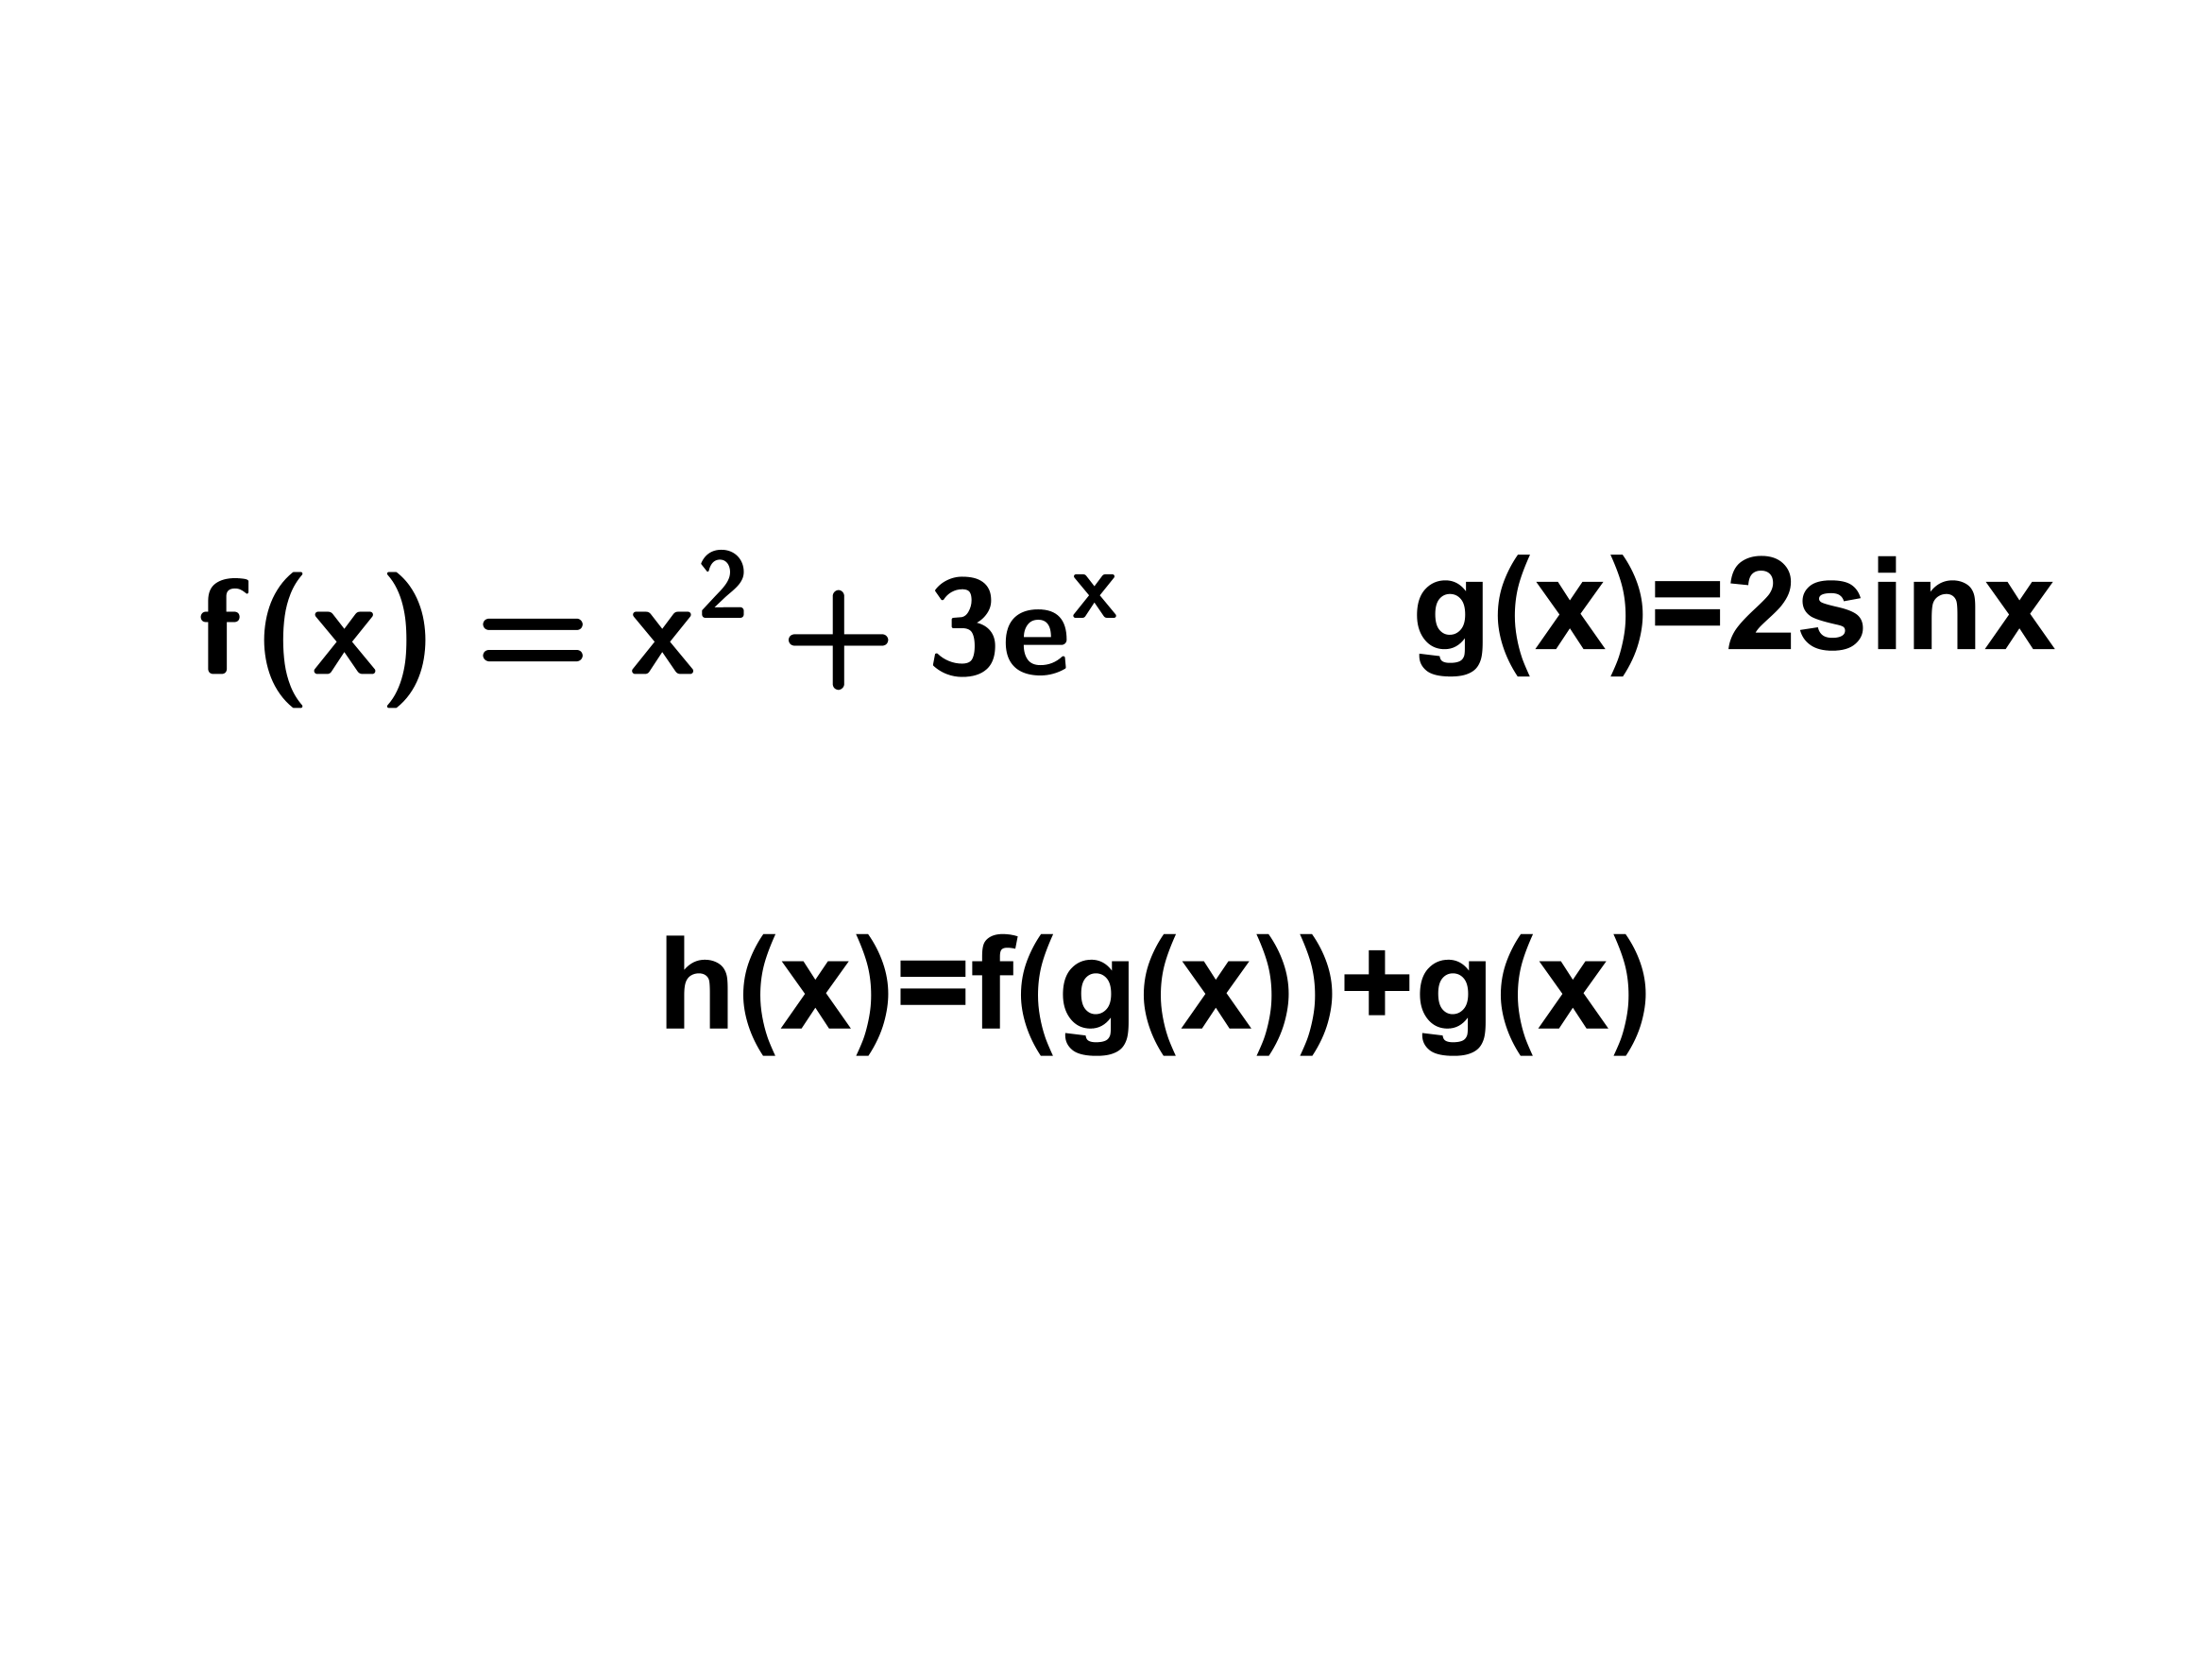 f(x) = x² + 3eˣ g(x)=2sinx
h(x)=f(g(x))+g(x)